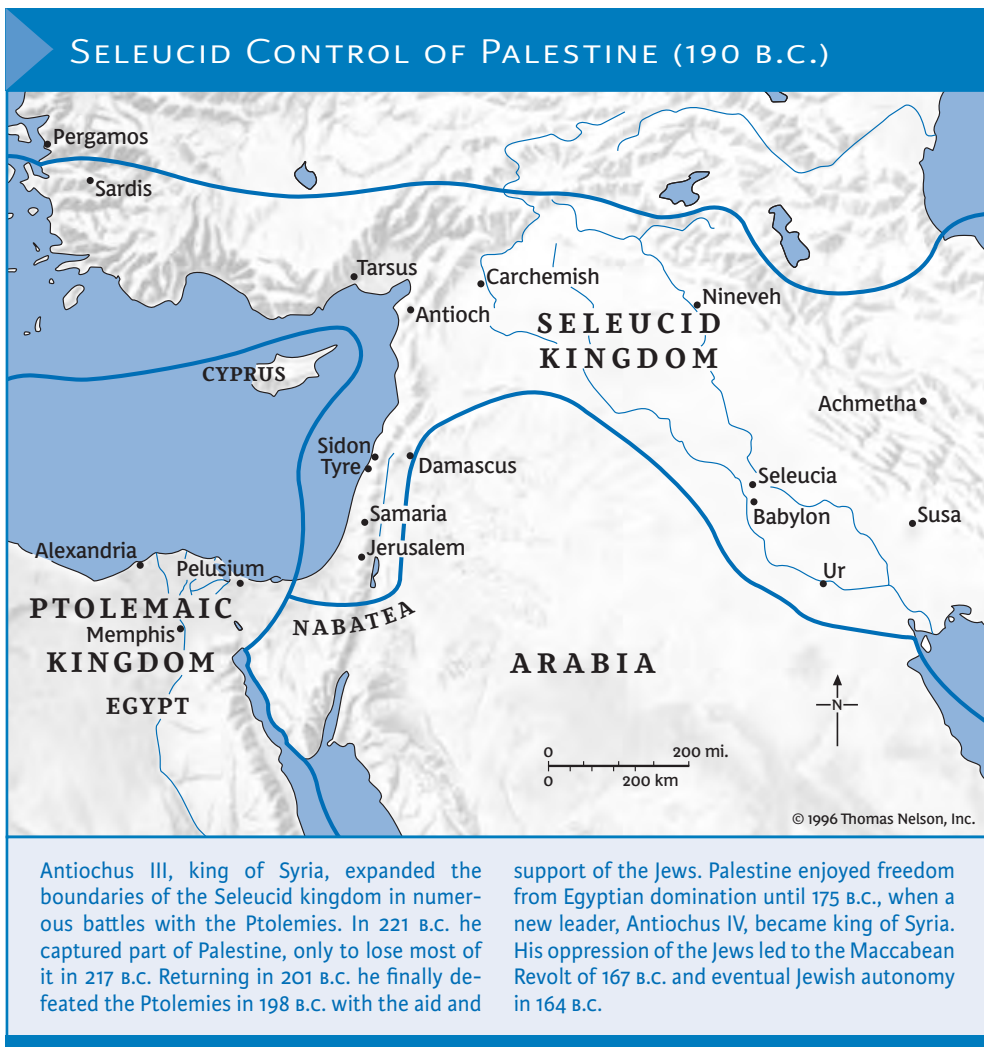 SELEUCID CONTROL OF PALESTINE (190 B.C.)
Pergamos
Sardis
Tarsus
Carchemish
Antioch
Nineveh
SELEUCID
KINGDOM
CYPRUS
Achmetha
Sidon
Tyre
Damascus
Seleucia
Babylon
Susa
Samaria
Jerusalem
Alexandria
Pelusium
Ur
PTOLEMAIC
Memphis
KINGDOM
EGYPT
NABATEA
ARABIA
N
0 200 mi.
0 200 km
© 1996 Thomas Nelson, Inc.
Antiochus III, king of Syria, expanded the
boundaries of the Seleucid kingdom in numer-
ous battles with the Ptolemies. In 221 B.C. he
captured part of Palestine, only to lose most of
it in 217 B.C. Returning in 201 B.C. he finally de-
feated the Ptolemies in 198 B.C. with the aid and
support of the Jews. Palestine enjoyed freedom
from Egyptian domination until 175 B.C., when a
new leader, Antiochus IV, became king of Syria.
His oppression of the Jews led to the Maccabean
Revolt of 167 B.C. and eventual Jewish autonomy
in 164 B.C.